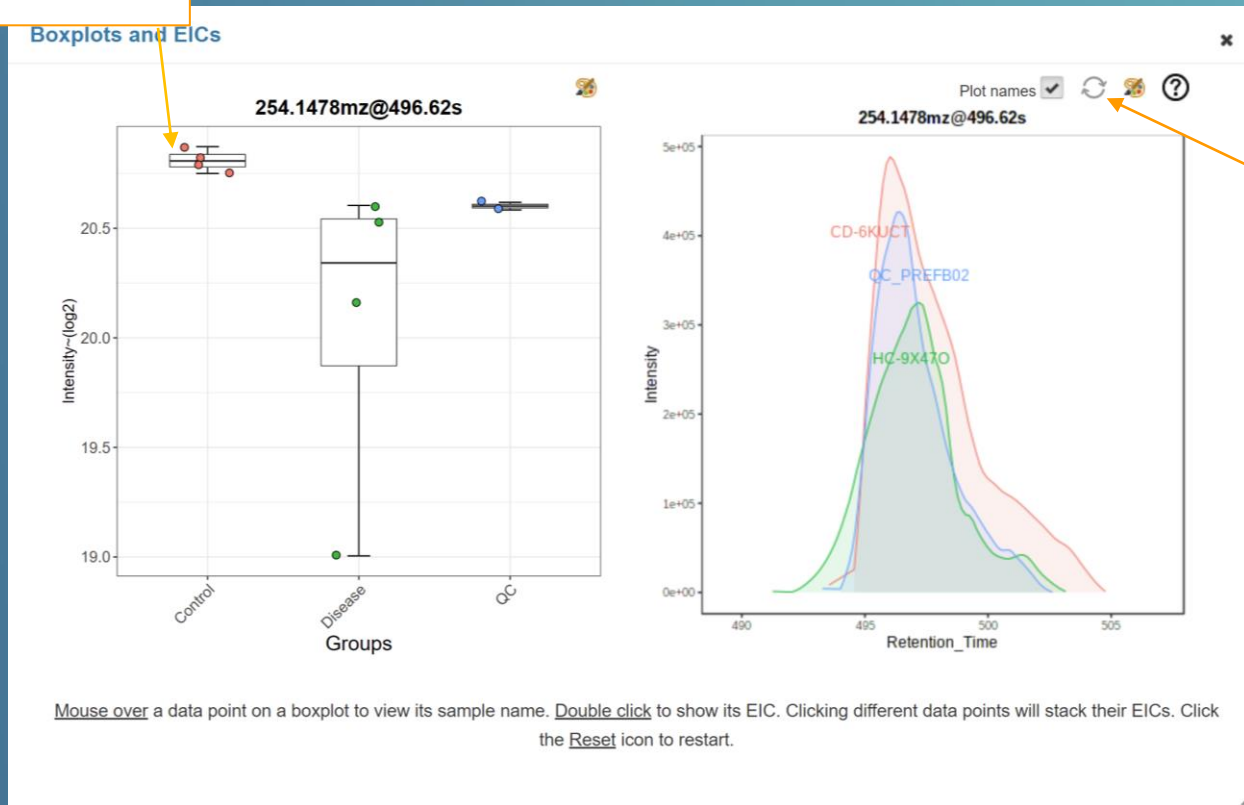 Boxplots and EICs
254.1478mz@496.62s
Intensity~(log2)
20.5
20.0
19.5
19.0
Control
Disease
QC
Groups
Plot names
254.1478mz@496.62s
Intensity
5e+05
4e+05
3e+05
2e+05
1e+05
0e+00
CD-6KUCT
QC_PREFB02
HC-9X47O
490
495
500
505
Retention_Time
Mouse over a data point on a boxplot to view its sample name. Double click to show its EIC. Clicking different data points will stack their EICs. Click
the Reset icon to restart.